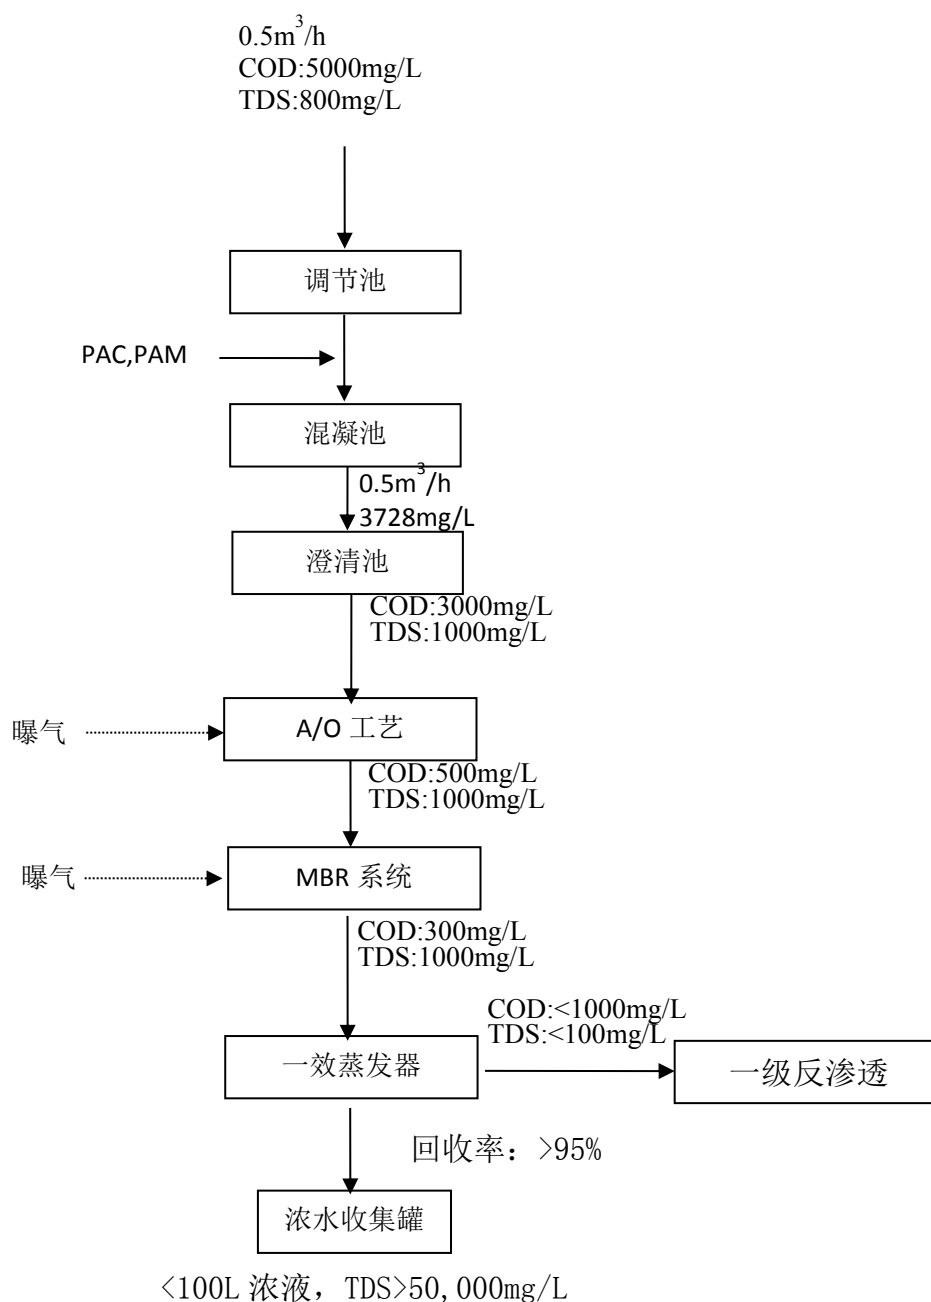 0.5m³/h
COD:5000mg/L
TDS:800mg/L
调节池
PAC,PAM
混凝池
0.5m³/h
3728mg/L
澄清池
COD:3000mg/L
TDS:1000mg/L
曝气
A/O 工艺
COD:500mg/L
TDS:1000mg/L
曝气
MBR 系统
COD:300mg/L
TDS:1000mg/L
COD:<1000mg/L
TDS:<100mg/L
一效蒸发器
一级反渗透
回收率：>95%
浓水收集罐
<100L 浓液，TDS>50,000mg/L